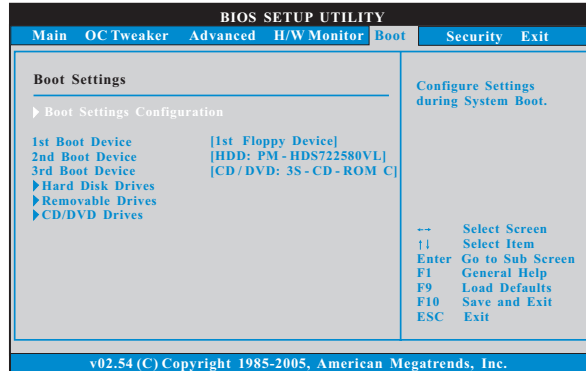 BIOS SETUP UTILITY
Main OC Tweaker Advanced H/W Monitor Boot Security Exit
Boot Settings
Boot Settings Configuration
1st Boot Device [1st Floppy Device]
2nd Boot Device [HDD: PM - HDS722580VL]
3rd Boot Device [CD / DVD: 3S - CD - ROM C]
Hard Disk Drives
Removable Drives
CD/DVD Drives
Configure Settings
during System Boot.
←→ Select Screen
↑↓ Select Item
Enter Go to Sub Screen
F1 General Help
F9 Load Defaults
F10 Save and Exit
ESC Exit
v02.54 (C) Copyright 1985-2005, American Megatrends, Inc.